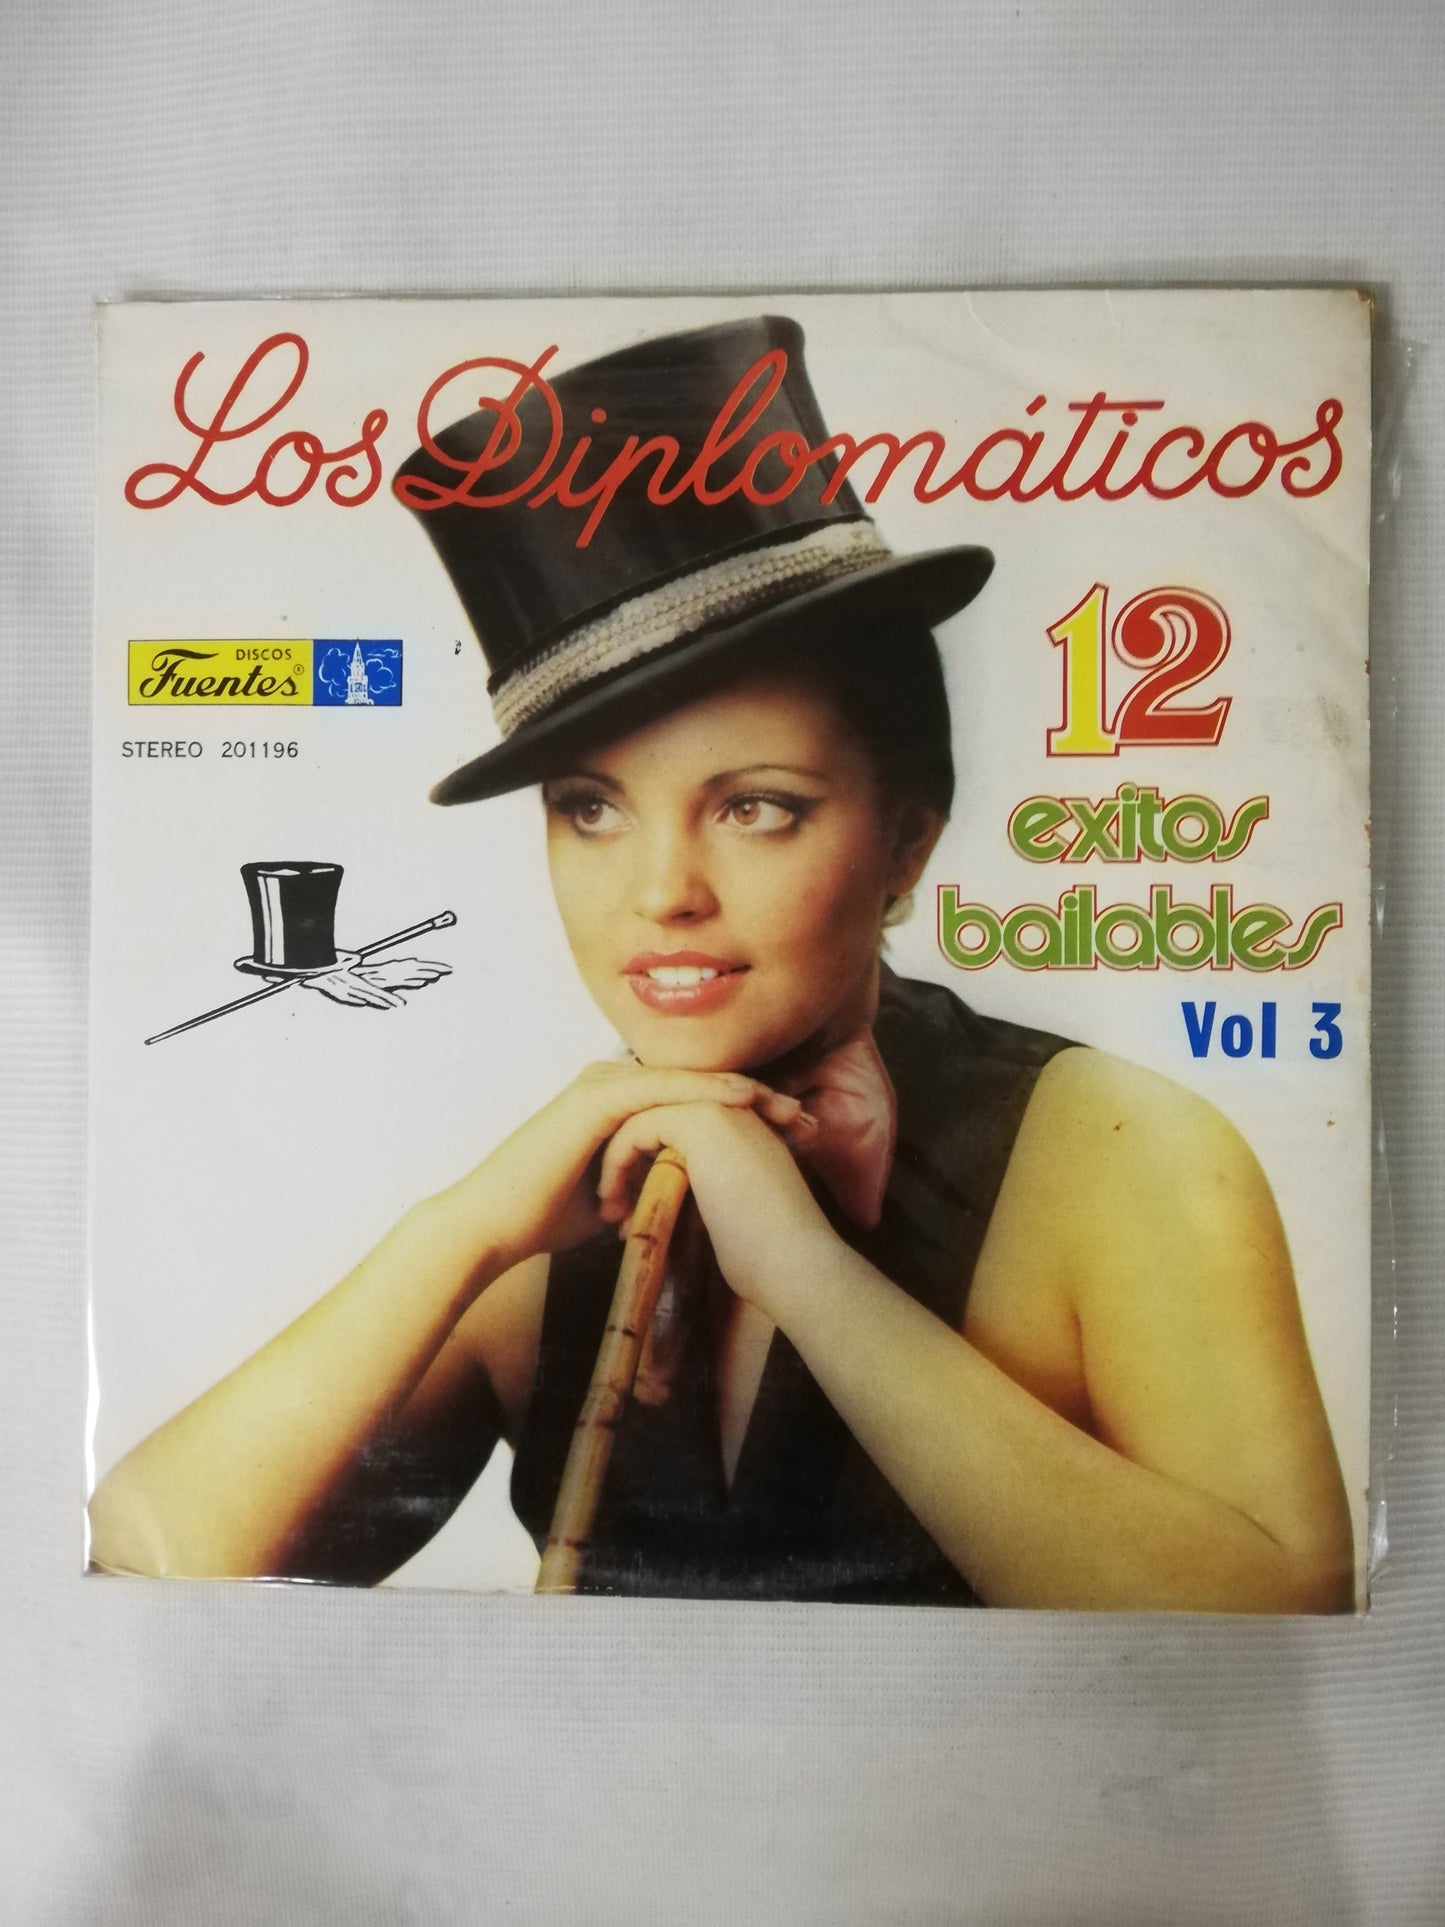 Los Diplomáticos
DISCOS
Fuentes®
STEREO 201196
12
exitos
bailables
Vol 3